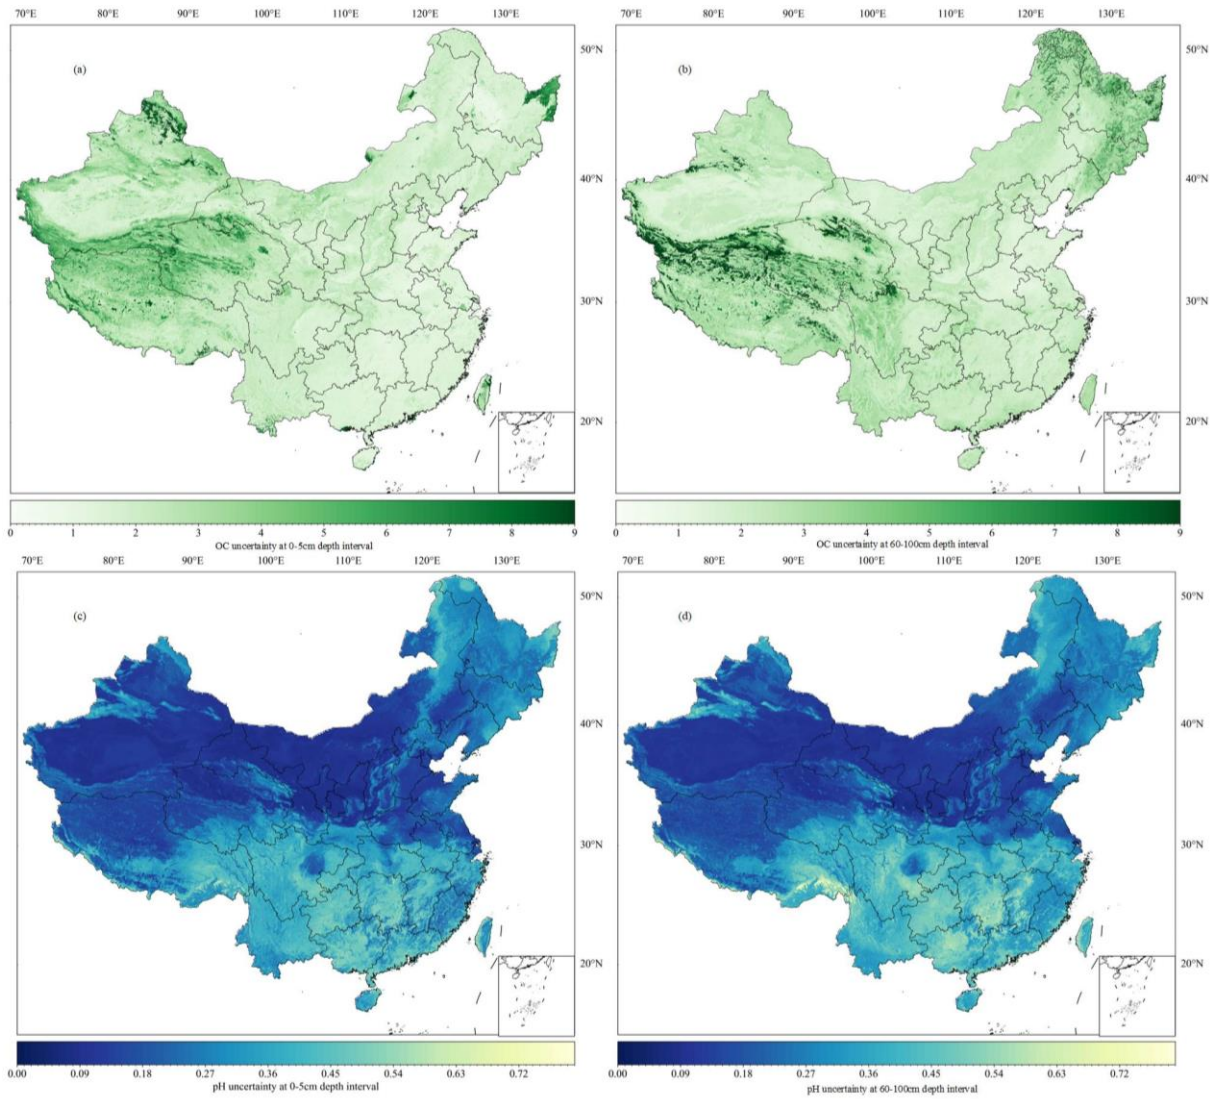 70°E 80°E 90°E 100°E 110°E 120°E 130°E
70°E 80°E 90°E 100°E 110°E 120°E 130°E
(a)
50°N
(b)
50°N
40°N
40°N
30°N
30°N
20°N
20°N
0 1 2 3 4 5 6 7 8 9
OC uncertainty at 0-5cm depth interval
0 1 2 3 4 5 6 7 8 9
OC uncertainty at 60-100cm depth interval
70°E 80°E 90°E 100°E 110°E 120°E 130°E
70°E 80°E 90°E 100°E 110°E 120°E 130°E
(c)
50°N
(d)
50°N
40°N
40°N
30°N
30°N
20°N
20°N
0.00 0.09 0.18 0.27 0.36 0.45 0.54 0.63 0.72
pH uncertainty at 0-5cm depth interval
0.00 0.09 0.18 0.27 0.36 0.45 0.54 0.63 0.72
pH uncertainty at 60-100cm depth interval